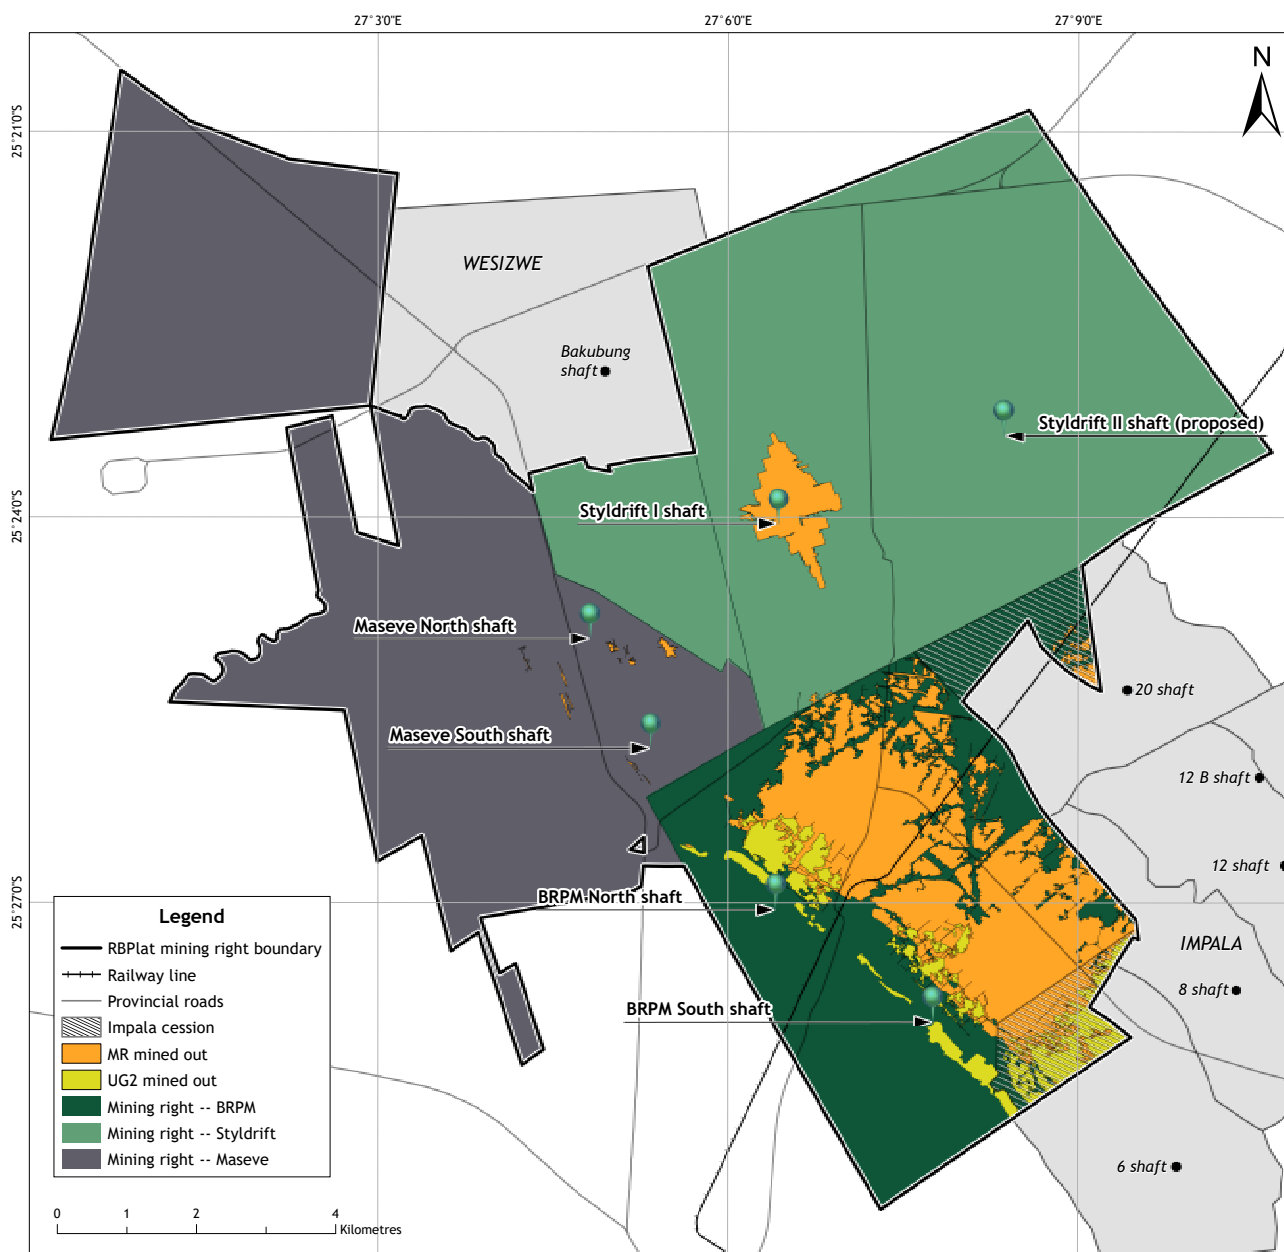 27°30"E
27°6'0"E
27°9'0"E
N
25°21'0"S
WESIZWE
Bakubung
shaft
Styldrift II shaft (proposed)
25°24'0"S
Styldrift I shaft
Maseve North shaft
20 shaft
Maseve South shaft
12 B shaft
12 shaft
25°27'0"S
BRPM North shaft
IMPALA
8 shaft
BRPM South shaft
6 shaft
Legend
RBPlat mining right boundary
Railway line
Provincial roads
Impala cession
MR mined out
UG2 mined out
Mining right -- BRPM
Mining right -- Styldrift
Mining right -- Maseve
0 1 2 4
Kilometres